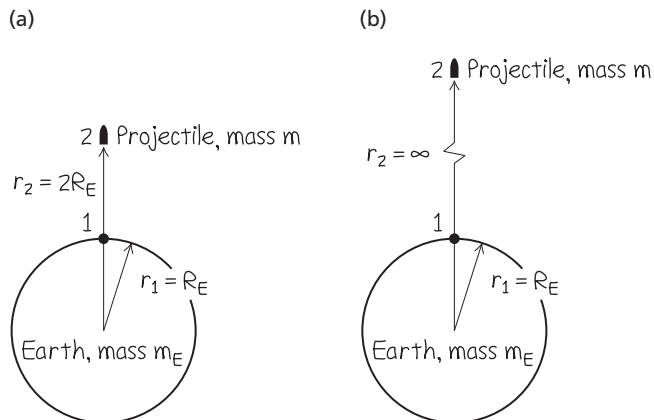 (a)
2 Projectile, mass m
r₂ = 2R_E
1
r₁ = R_E
Earth, mass m_E
(b)
2 Projectile, mass m
r₂ = ∞
1
r₁ = R_E
Earth, mass m_E